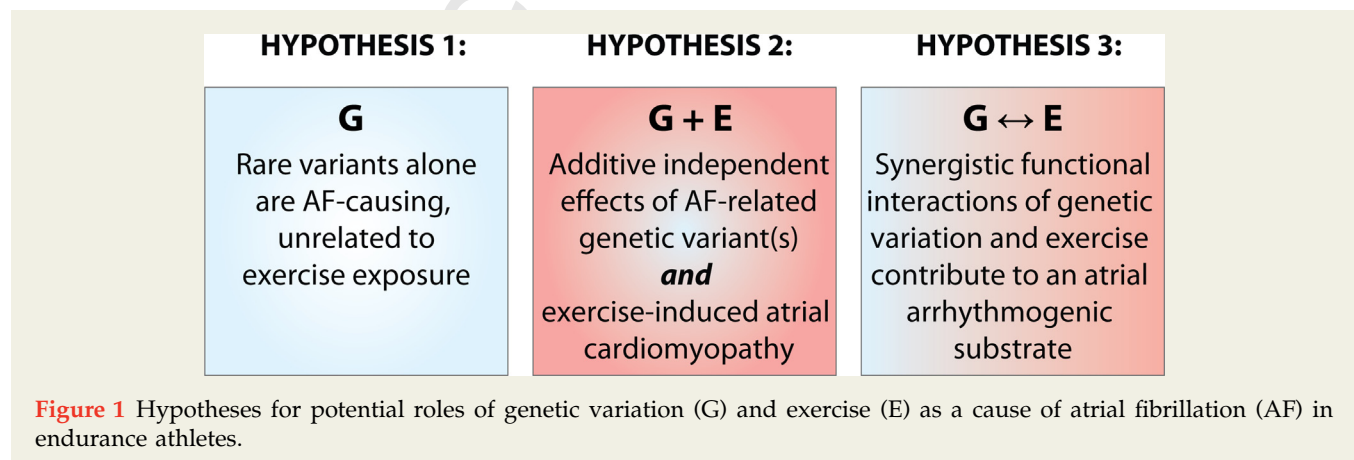 HYPOTHESIS 1:
G
Rare variants alone
are AF-causing,
unrelated to
exercise exposure
HYPOTHESIS 2:
G + E
Additive independent
effects of AF-related
genetic variant(s)
and
exercise-induced atrial
cardiomyopathy
HYPOTHESIS 3:
G ↔ E
Synergistic functional
interactions of genetic
variation and exercise
contribute to an atrial
arrhythmogenic
substrate
Figure 1 Hypotheses for potential roles of genetic variation (G) and exercise (E) as a cause of atrial fibrillation (AF) in
endurance athletes.